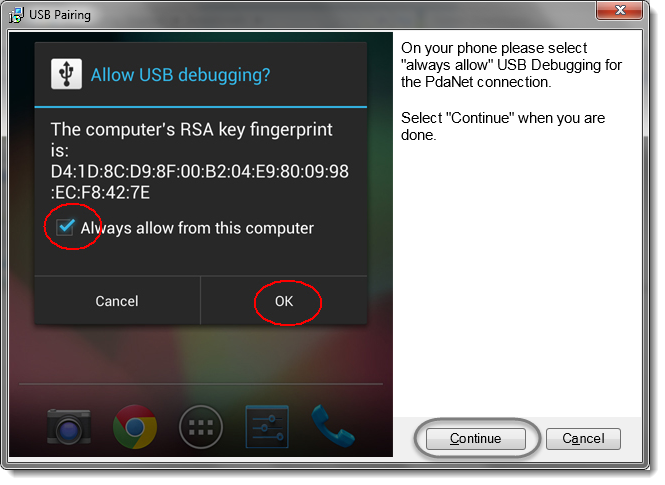 USB Pairing
Allow USB debugging?
The computer's RSA key fingerprint
is:
D4:1D:8C:D9:8F:00:B2:04:E9:80:09:98
:EC:F8:42:7E
Always allow from this computer
Cancel
OK
On your phone please select
"always allow" USB Debugging for
the PdaNet connection.
Select "Continue" when you are
done.
Continue
Cancel